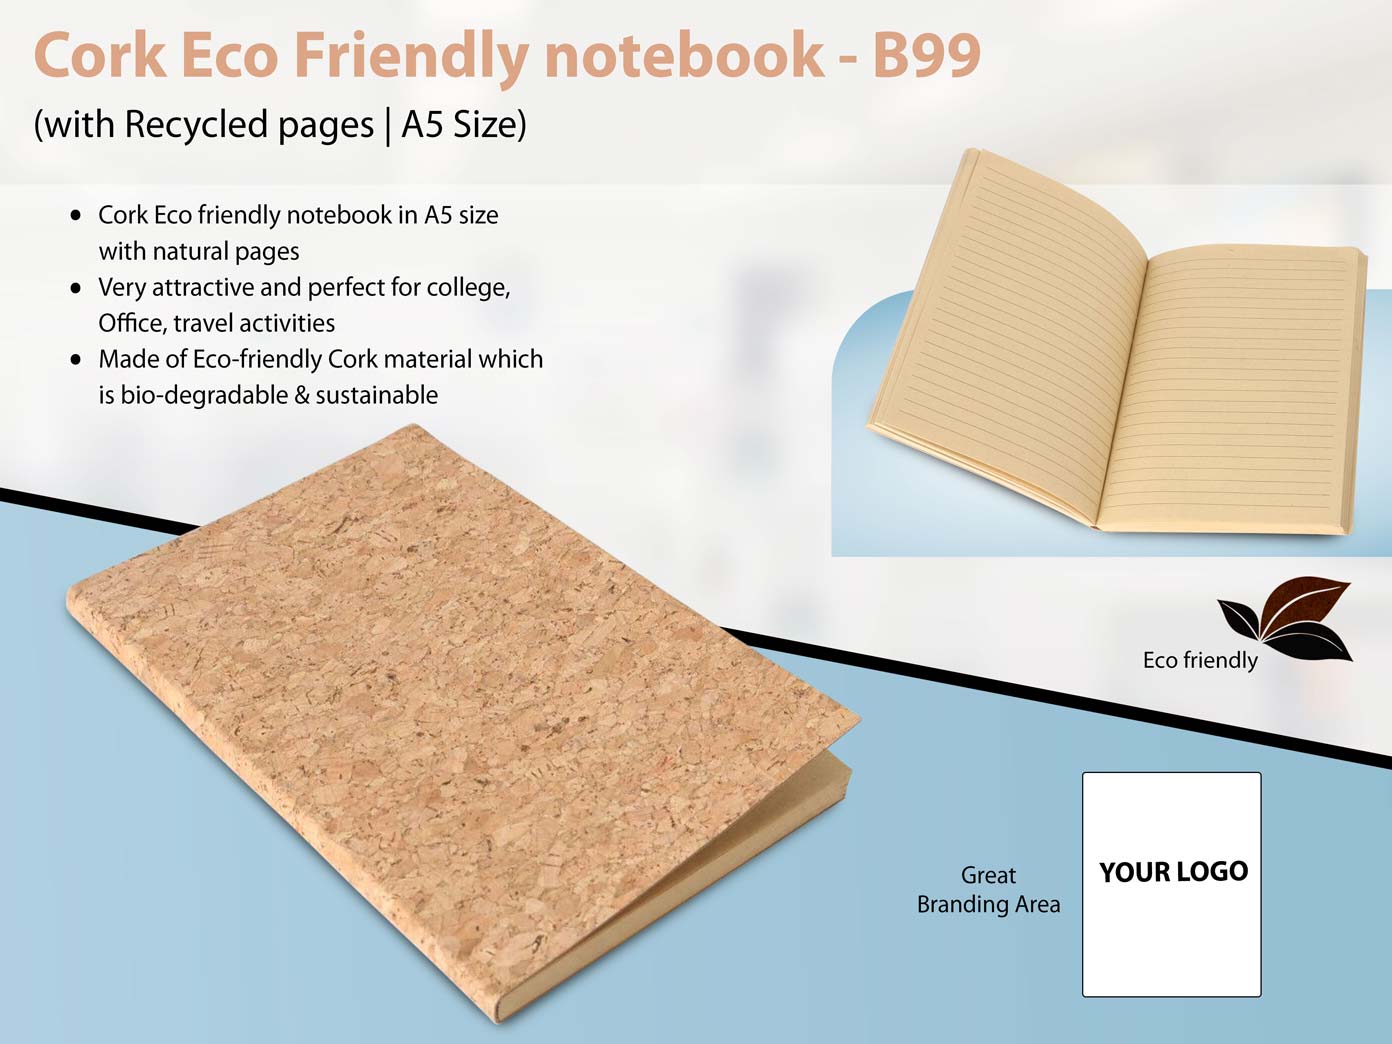 Cork Eco Friendly notebook - B99
(with Recycled pages | A5 Size)
• Cork Eco friendly notebook in A5 size
with natural pages
• Very attractive and perfect for college,
Office, travel activities
• Made of Eco-friendly Cork material which
is bio-degradable & sustainable
Eco friendly
Great
Branding Area
YOUR LOGO